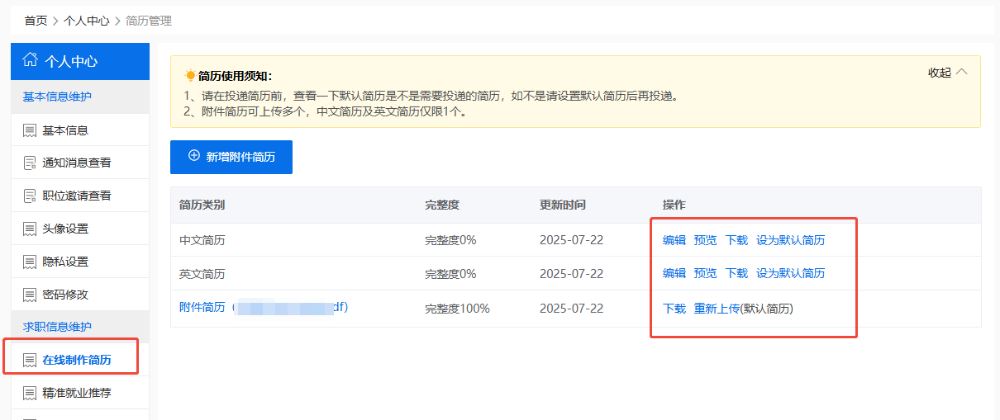 首页 > 个人中心 > 简历管理
个人中心
基本信息维护
基本信息
通知消息查看
职位邀请查看
头像设置
隐私设置
密码修改
求职信息维护
在线制作简历
精准就业推荐
简历使用须知：
收起
1、请在投递简历前，查看一下默认简历是不是需要投递的简历，如不是请设置默认简历后再投递。
2、附件简历可上传多个，中文简历及英文简历仅限1个。
新增附件简历
简历类别 完整度 更新时间 操作
中文简历 完整度0% 2025-07-22 编辑 预览 下载 设为默认简历
英文简历 完整度0% 2025-07-22 编辑 预览 下载 设为默认简历
附件简历（ df） 完整度100% 2025-07-22 下载 重新上传(默认简历)